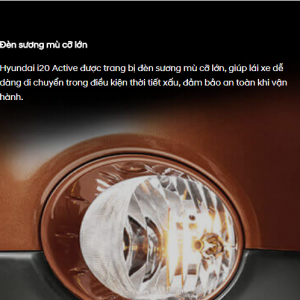 Đèn sương mù cỡ lớn
Hyundai i20 Active được trang bị đèn sương mù cỡ lớn, giúp lái xe dễ
dàng di chuyển trong điều kiện thời tiết xấu, đảm bảo an toàn khi vận
hành.